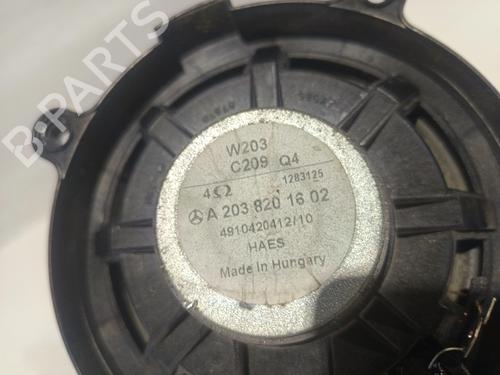 B-PARTS
W203
C209 Q4
4Ω 1283125
A 203 820 16 02
4910420412/10
HAES
Made In Hungary